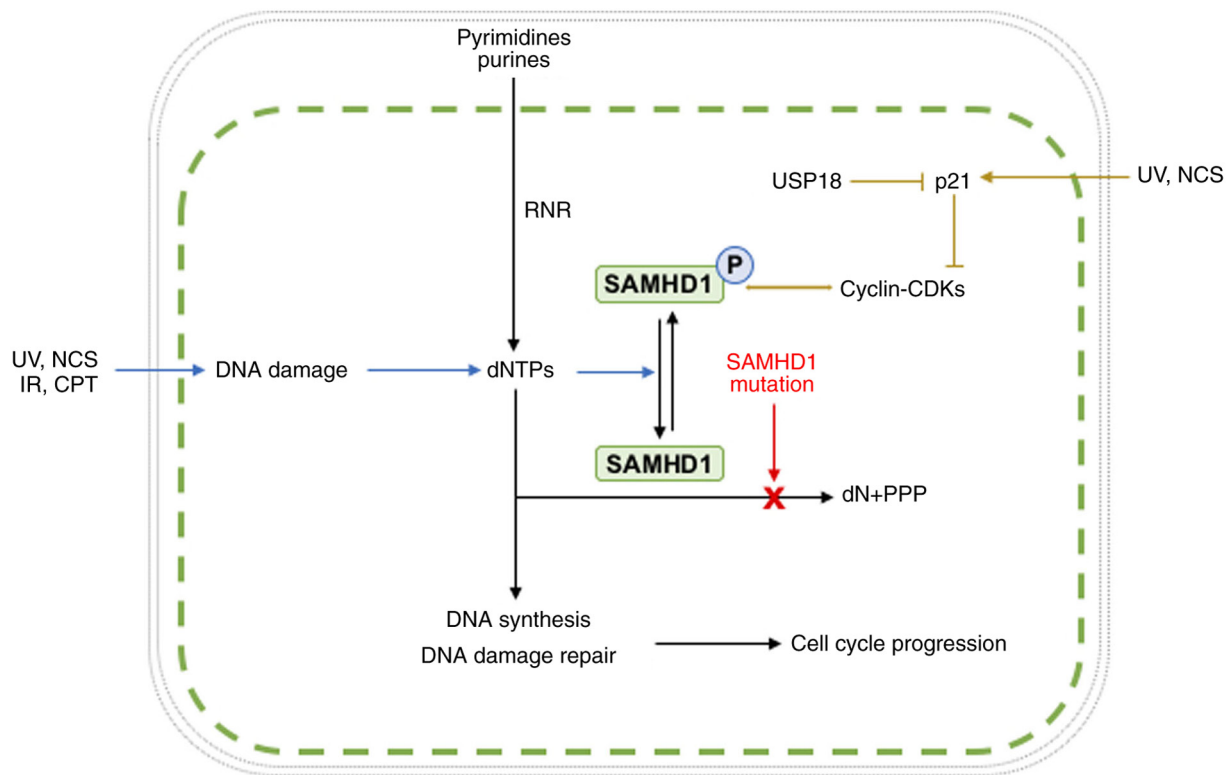 Pyrimidines
purines
USP18
p21
UV, NCS
RNR
P
SAMHD1
Cyclin-CDKs
UV, NCS
IR, CPT
DNA damage
dNTPs
SAMHD1
mutation
SAMHD1
X
dN+PPP
DNA synthesis
DNA damage repair
Cell cycle progression